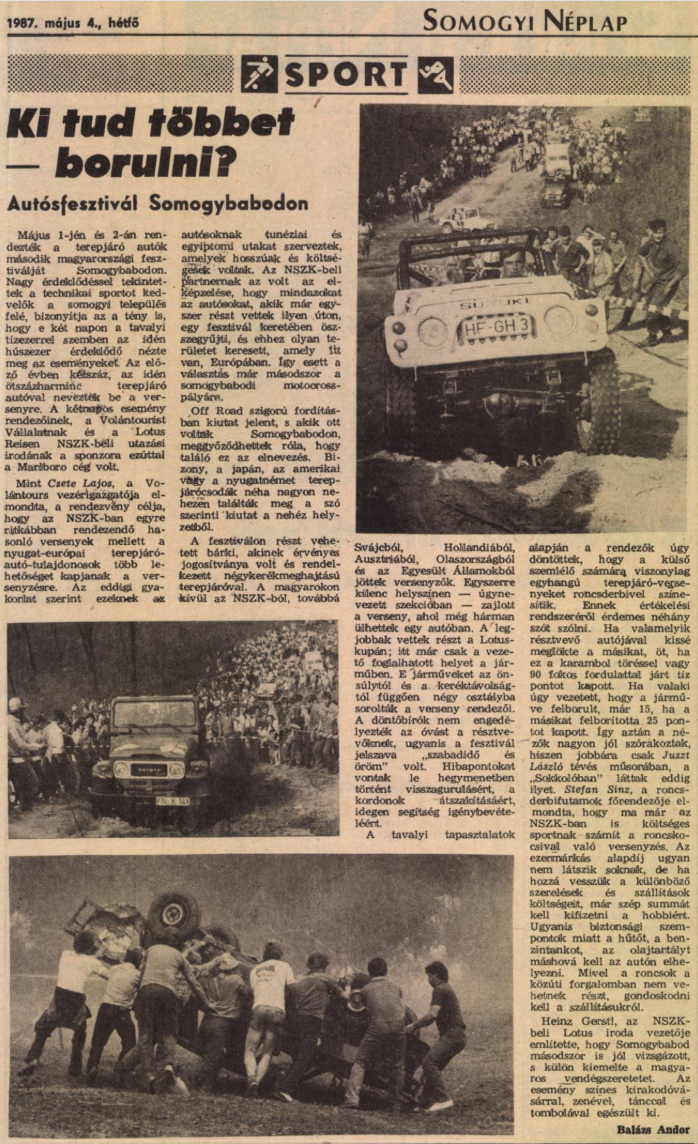 1987. május 4., hétfő
SOMOGYI NÉPLAP
SPORT
Ki tud többet
— borulni?
Autósfesztivál Somogybabodon
Május 1-jén és 2-án ren-
dezték a terepjáró autók
második magyarországi fesz-
tiválját Somogybabodon.
Nagy érdeklődéssel tekintet-
tek a technikai sportot ked-
velők a somogyi település
felé, bizonyítja az a tény is,
hogy e két napon a tavalyi
tízezerrel szemben az idén
húszezer érdeklődő nézte
meg az eseményeket. Az elő-
ző évben kétszáz, az idén
ötszázharminc terepjáró
autóval neveztek be a ver-
senyre. A kétnapos esemény
rendezőinek, a Volántourist
Vállalatnak és a Lotus
Reisen NSZK-beli utazási
irodának a sponzora ezúttal
a Marlboro cég volt.
Mint Csete Lajos, a Vo-
lántours vezérigazgatója el-
mondta, a rendezvény célja,
hogy az NSZK-ban egyre
ritkábban rendezendő ha-
sonló versenyek mellett a
nyugat-európai terepjáró-
autó-tulajdonosok több le-
hetőséget kapjanak a ver-
senyzésre. Az eddigi gya-
korlat szerint ezeknek az
autósoknak tunéziai és
egyiptomi utakat szerveztek,
amelyek hosszúak és költsé-
gesek voltak. Az NSZK-beli
partnernak az volt az el-
képzelése, hogy mindazokat
az autósokat, akik már egy-
szer részt vettek ilyen úton,
egy fesztivál keretében ösz-
szegyűjti, és ehhez olyan te-
rületet keresett, amely itt
van, Európában. Így esett a
választás már másodszor a
somogybabodi motocross-
pályára.
Off Road szigorú fordítás-
ban kiutat jelent, s akik ott
voltak Somogybabodon,
meggyőződhettek róla, hogy
találó ez az elnevezés. Bi-
zony, a japán, az amerikai
vagy a nyugatnémet terep-
járócsodák néha nagyon ne-
hezen találták meg a szó
szerinti kiutat a nehéz hely-
zetből.
A fesztiválon részt vehe-
tett bárki, akinek érvényes
jogosítványa volt és rendel-
kezett négykerékmeghajtású
terepjáróval. A magyarokon
kívül az NSZK-ból, továbbá
SUZUKI
HF-GH 3
Svájcból, Hollandiából,
Ausztriából, Olaszországból
és az Egyesült Államokból
jöttek versenyzők. Egyszerre
kilenc helyszínen — úgyne-
vezett szekcióban — zajlott
a verseny, ahol még hárman
ülhettek egy autóban. A leg-
jobbak vettek részt a Lotus-
kupán; itt már csak a veze-
tő foglalhatott helyet a jár-
műben. E járműveket az ön-
súlytól és a keréktávolság-
tól függően négy osztályba
sorolták a verseny rendezői.
A döntőbírók nem engedé-
lyezték az óvást a résztve-
vőknek, ugyanis a fesztivál
jelszava „szabadidő és
öröm” volt. Hibapontokat
vontak le hegymenetben
történt visszagurulásért, a
kordonok átszakításáért,
idegen segítség igénybevéte-
léért.
A tavalyi tapasztalatok
alapján a rendezők úgy
döntöttek, hogy a külső
szemlélő számára viszonylag
egyhangú terepjáró-verse-
nyeket roncsderbivel színe-
sítik. Ennek értékelési
rendszeréről érdemes néhány
szót szólni. Ha valamelyik
résztvevő autójával kissé
meglökte a másikat, öt, ha
ez a karambol töréssel vagy
90 fokos fordulattal járt tíz
pontot kapott. Ha valaki
úgy vezetett, hogy a jármű-
ve felborult, már 15, ha a
másikat felborította 25 pon-
tot kapott. Így aztán a né-
zők nagyon jól szórakoztak,
hiszen jobbára csak Juszt
László tévés műsorában, a
„Sokkolóban” láttak eddig
ilyet. Stefan Sinz, a roncs-
derbifutamok főrendezője el-
mondta, hogy ma már az
NSZK-ban is költséges
sportnak számít a roncsko-
csival való versenyzés. Az
ezermárkás alapdíj ugyan
nem látszik soknak, de ha
hozzá vesszük a különböző
szerelések és szállítások
költségeit, már szép summát
kell kifizetni a hobbiért.
Ugyanis biztonsági szem-
pontok miatt a hűtőt, a ben-
zintankot, az olajtartályt
máshová kell az autón elhe-
lyezni. Mivel a roncsok a
közúti forgalomban nem ve-
hetnek részt, gondoskodni
kell a szállításukról.
Heinz Gerstl, az NSZK-
beli Lotus iroda vezetője
említette, hogy Somogybabod
másodszor is jól vizsgázott,
s külön kiemelte a magya-
ros vendégszeretetet. Az
esemény színes kirakodóvá-
sárral, zenével, tánccal és
tombolával egészült ki.
Balázs Andor
TOYOTA
FN-K 145